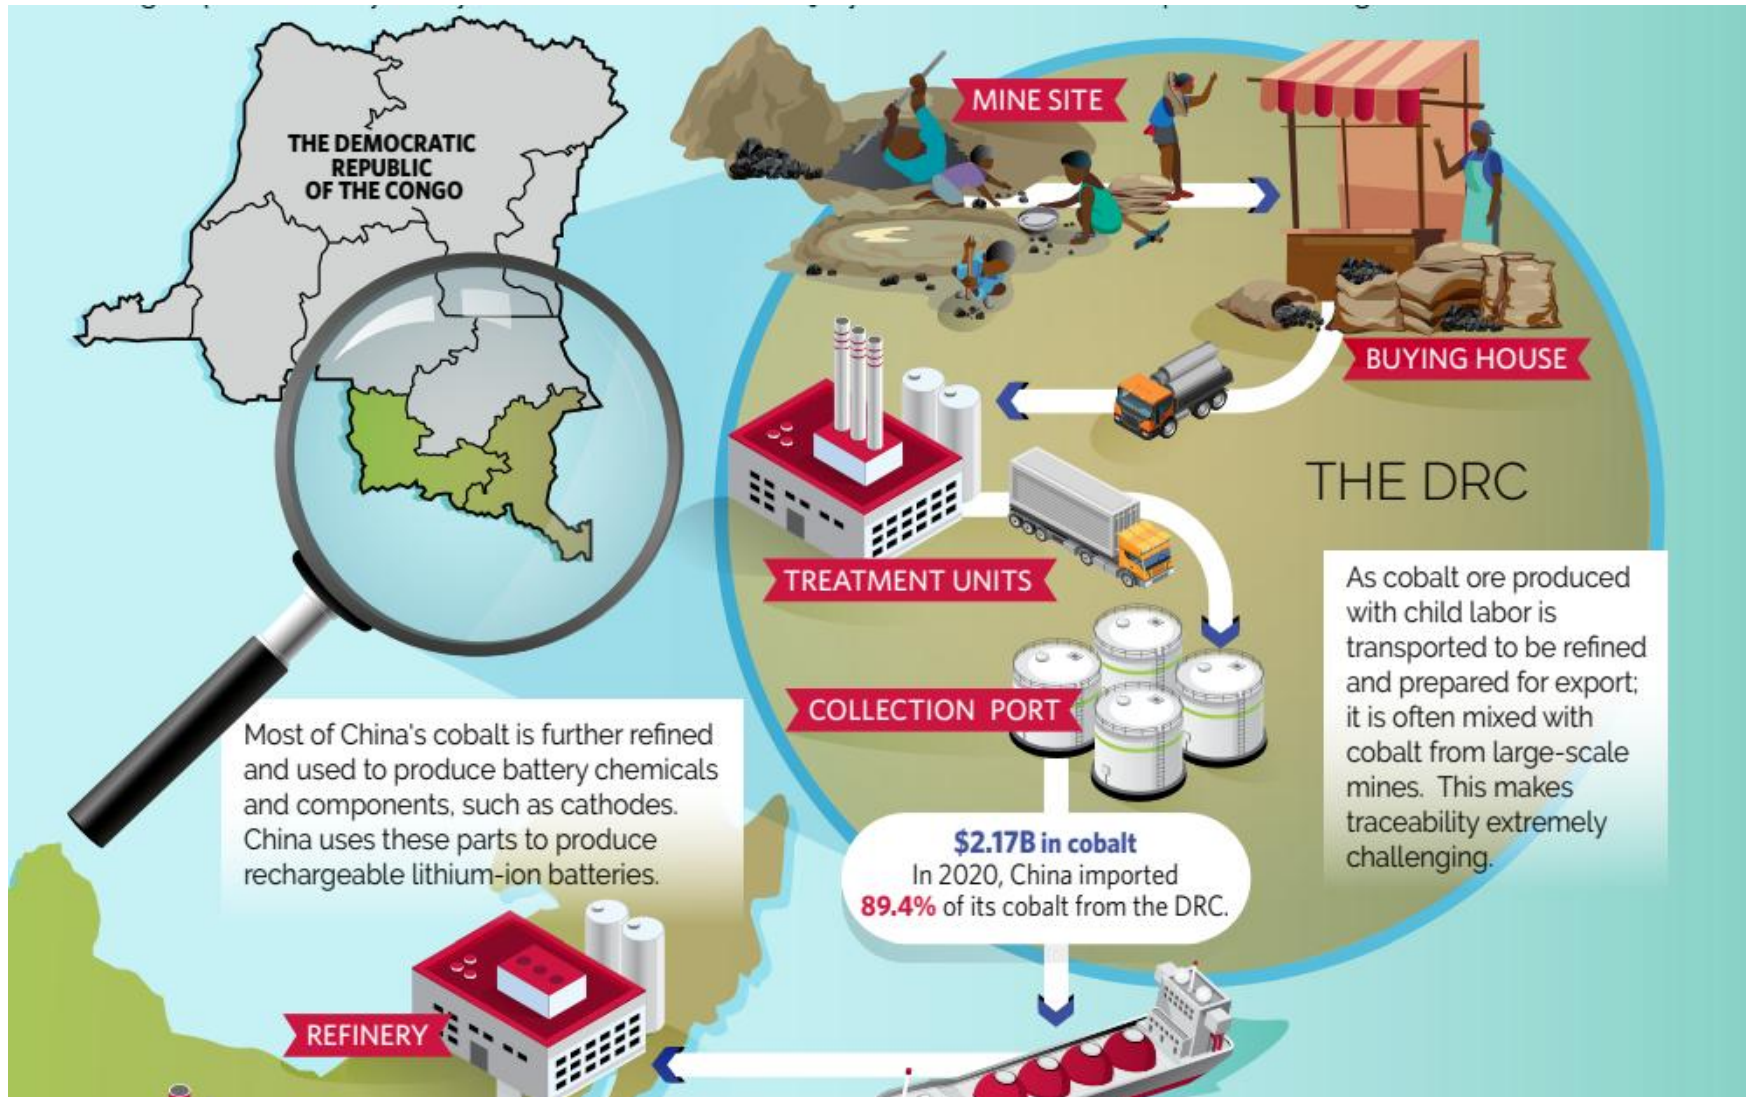 THE DEMOCRATIC
REPUBLIC
OF THE CONGO
MINE SITE
BUYING HOUSE
THE DRC
TREATMENT UNITS
COLLECTION PORT
As cobalt ore produced
with child labor is
transported to be refined
and prepared for export;
it is often mixed with
cobalt from large-scale
mines. This makes
traceability extremely
challenging.
Most of China's cobalt is further refined
and used to produce battery chemicals
and components, such as cathodes.
China uses these parts to produce
rechargeable lithium-ion batteries.
$2.17B in cobalt
In 2020, China imported
89.4% of its cobalt from the DRC.
REFINERY